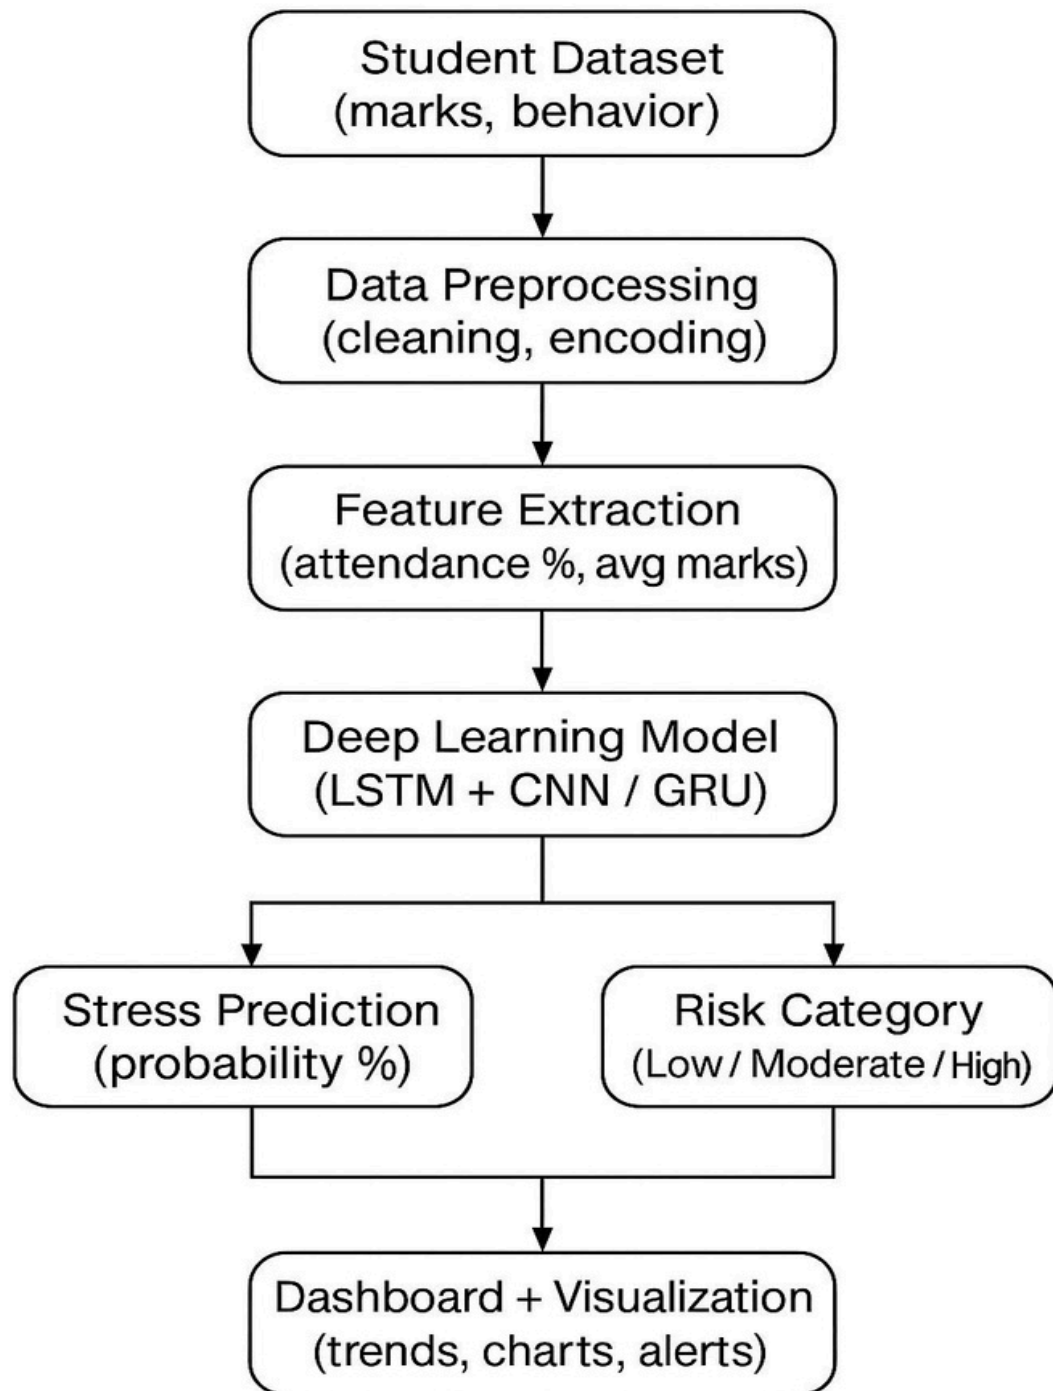 Student Dataset
(marks, behavior)
Data Preprocessing
(cleaning, encoding)
Feature Extraction
(attendance %, avg marks)
Deep Learning Model
(LSTM + CNN / GRU)
Stress Prediction
(probability %)
Risk Category
(Low / Moderate / High)
Dashboard + Visualization
(trends, charts, alerts)